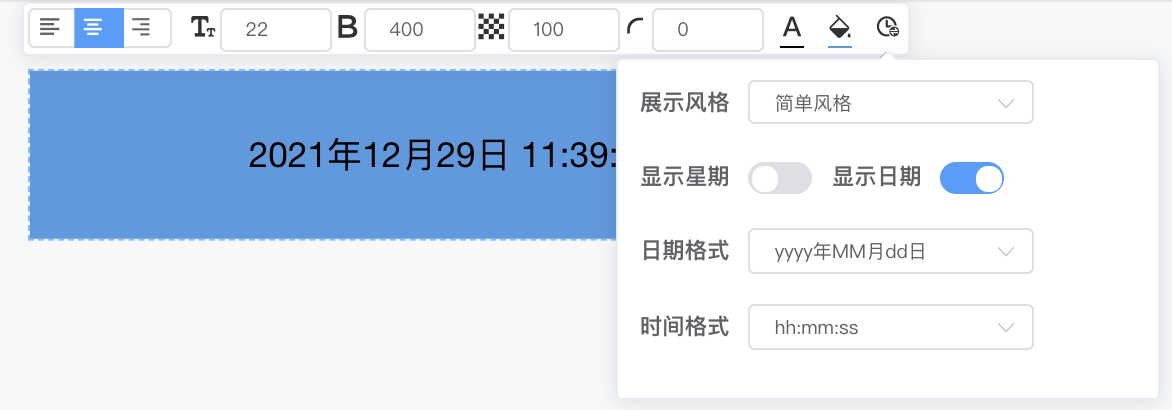 22 B 400 100 0 A
2021年12月29日 11:39:
展示风格 简单风格
显示星期 显示日期
日期格式 yyyy年MM月dd日
时间格式 hh:mm:ss